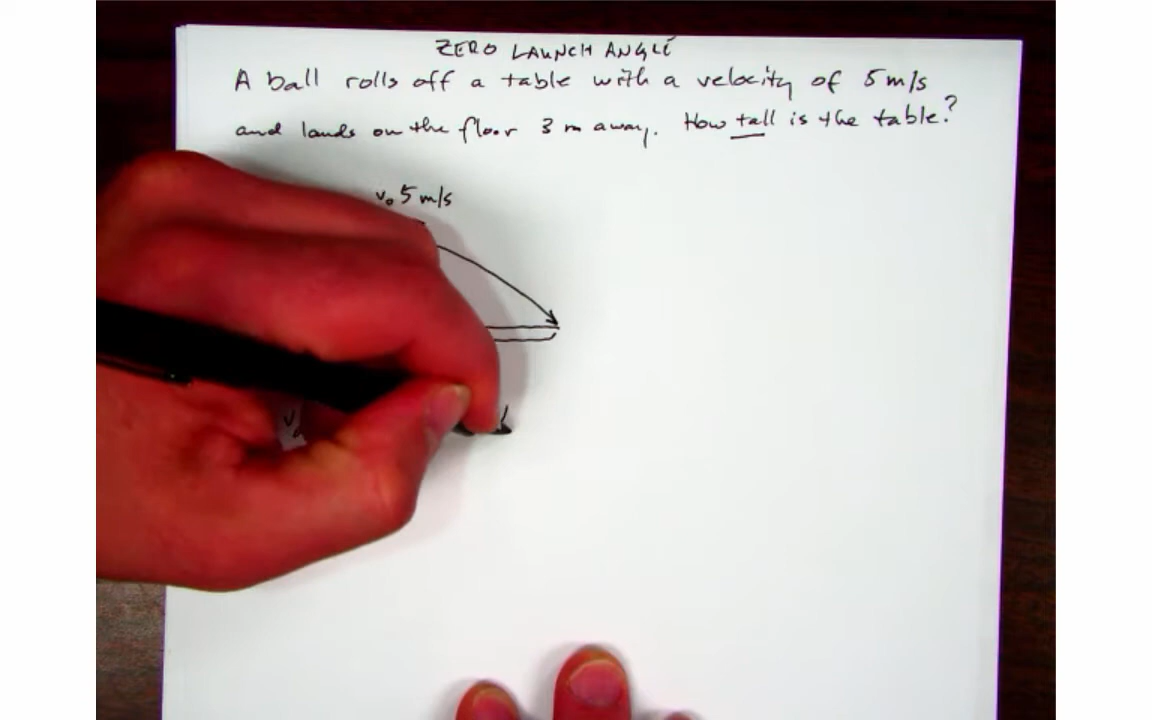 ZERO LAUNCH ANGLE
A ball rolls off a table with a velocity of 5 m/s
and lands on the floor 3 m away. How tall is the table?
v₀ 5 m/s